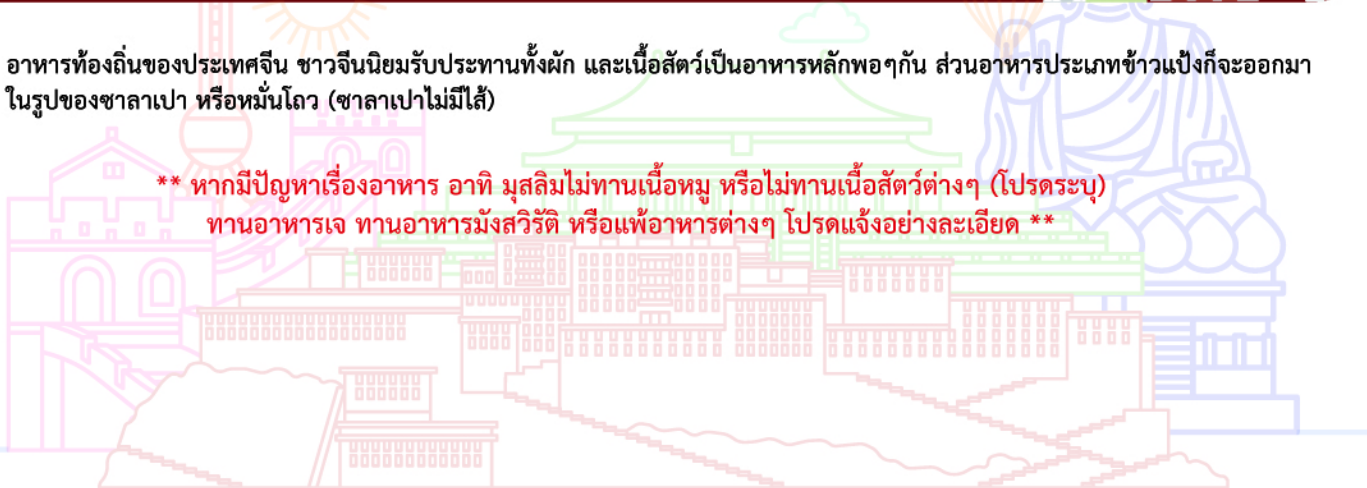 อาหารท้องถิ่นของประเทศจีน ชาวจีนนิยมรับประทานทั้งผัก และเนื้อสัตว์เป็นอาหารหลักพอๆกัน ส่วนอาหารประเภทข้าวแป้งก็จะออกมา
ในรูปของซาลาเปา หรือหมั่นโถว (ซาลาเปาไม่มีไส้)
** หากมีปัญหาเรื่องอาหาร อาทิ มุสลิมไม่ทานเนื้อหมู หรือไม่ทานเนื้อสัตว์ต่างๆ (โปรดระบุ)
ทานอาหารเจ ทานอาหารมังสวิรัติ หรือแพ้อาหารต่างๆ โปรดแจ้งอย่างละเอียด **